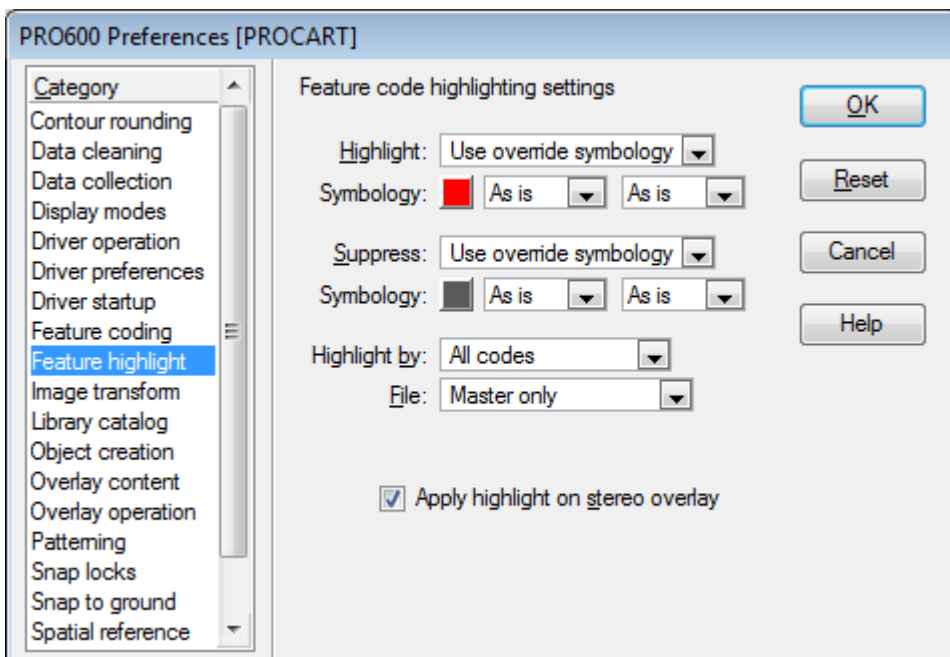 PRO600 Preferences [PROCART]
Category
Contour rounding
Data cleaning
Data collection
Display modes
Driver operation
Driver preferences
Driver startup
Feature coding
Feature highlight
Image transform
Library catalog
Object creation
Overlay content
Overlay operation
Patterning
Snap locks
Snap to ground
Spatial reference
Feature code highlighting settings
Highlight: Use override symbology
Symbology: As is As is
Suppress: Use override symbology
Symbology: As is As is
Highlight by: All codes
File: Master only
Apply highlight on stereo overlay
OK
Reset
Cancel
Help